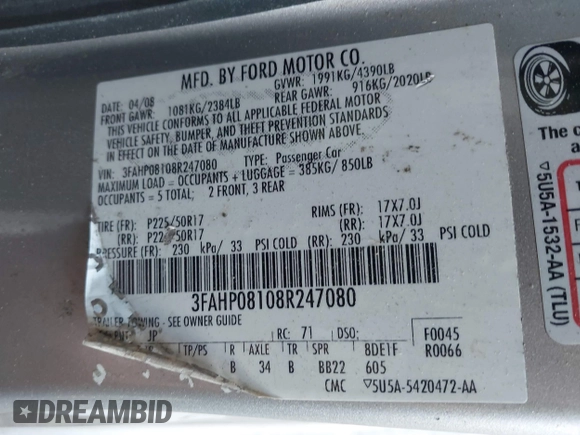 MFD. BY FORD MOTOR CO.
DATE: 04/08 GVWR: 1991KG/4390LB
FRONT GAWR: 1081KG/2384LB REAR GAWR: 916KG/2020LB
THIS VEHICLE CONFORMS TO ALL APPLICABLE FEDERAL MOTOR
VEHICLE SAFETY, BUMPER, AND THEFT PREVENTION STANDARDS
IN EFFECT ON THE DATE OF MANUFACTURE SHOWN ABOVE.
VIN: 3FAHP08108R247080 TYPE: Passenger Car
MAXIMUM LOAD = OCCUPANTS + LUGGAGE = 385KG/ 850LB
OCCUPANTS = 5 TOTAL: 2 FRONT, 3 REAR
TIRE (FR): P225/50R17 RIMS (FR): 17X7.0J
(RR): 50R17 (RR): 17X7.0J
PRESSURE (FR): 230 kPa/ 33 PSI COLD (RR): 230 kPa/ 33 PSI COLD
3FAHP08108R247080
TOWING - SEE OWNER GUIDE
JP RC: 71 DSO: F0045
TP/PS R AXLE TR SPR 8DE1F R0066
B 34 B BB22 605
CMC 5U5A-5420472-AA
The
5U5A-1532-AA (TLU)
DREAMBID